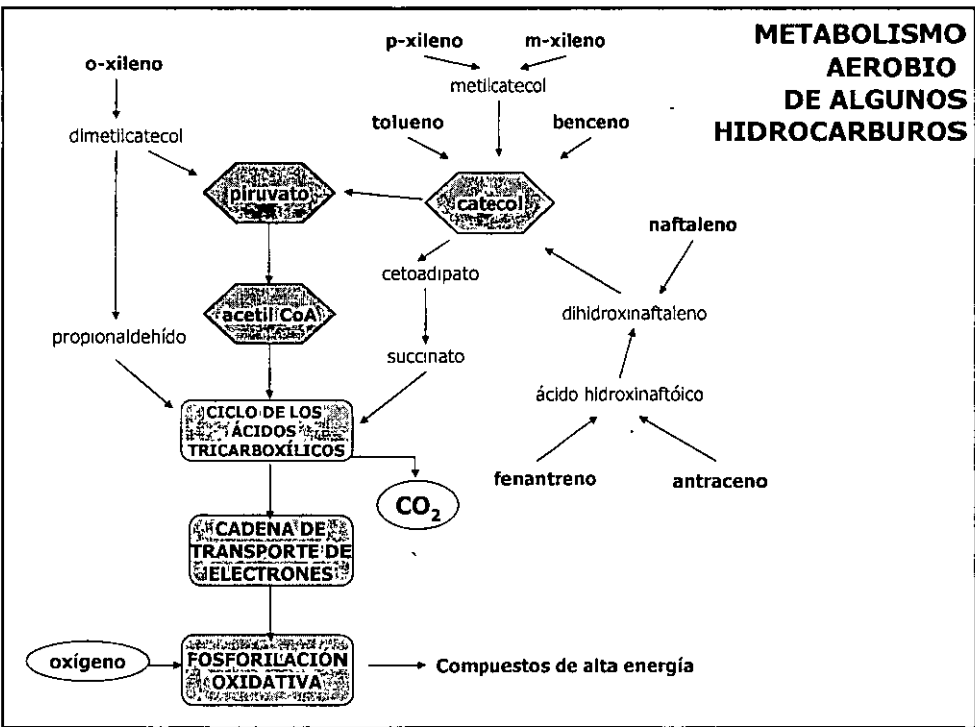 METABOLISMO
AEROBIO
DE ALGUNOS
HIDROCARBUROS
p-xileno
m-xileno
o-xileno
metilcatecol
dimetilcatecol
tolueno
benceno
piruvato
catecol
naftaleno
cetoadipato
acetil CoA
dihidroxinaftaleno
propionaldehído
succinato
ácido hidroxinaftóico
CICLO DE LOS
ÁCIDOS
TRICARBOXÍLICOS
fenantreno
antraceno
CO₂
CADENA DE
TRANSPORTE DE
ELECTRONES
oxígeno
FOSFORILACIÓN
OXIDATIVA
Compuestos de alta energía